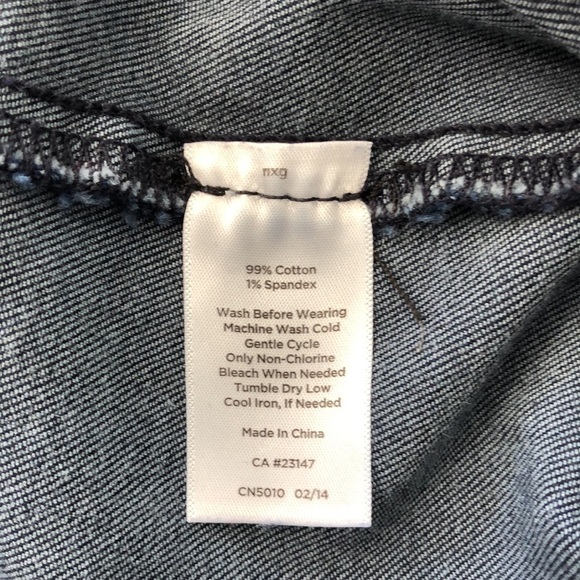 nxg
99% Cotton
1% Spandex
Wash Before Wearing
Machine Wash Cold
Gentle Cycle
Only Non-Chlorine
Bleach When Needed
Tumble Dry Low
Cool Iron, If Needed
Made In China
CA #23147
CN5010 02/14